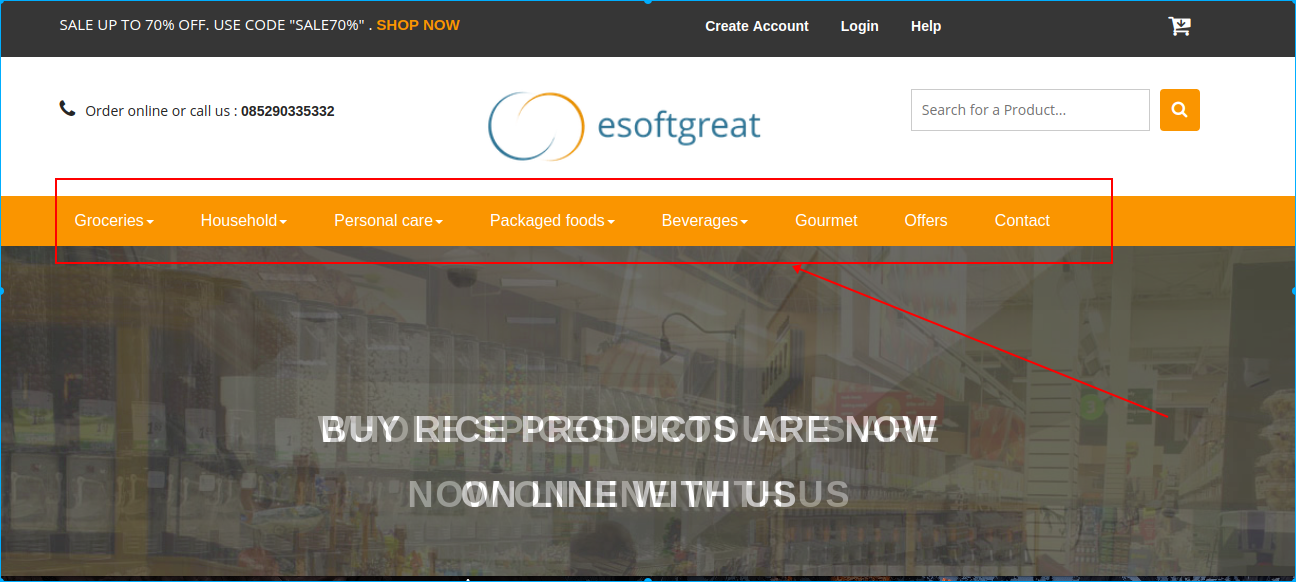 SALE UP TO 70% OFF. USE CODE "SALE70%" . SHOP NOW
Create Account Login Help
Order online or call us : 085290335332
esoftgreat
Search for a Product...
Groceries Household Personal care Packaged foods Beverages Gourmet Offers Contact
BUY RICE PRODUCTS ARE NOW
ON LINE WITH US